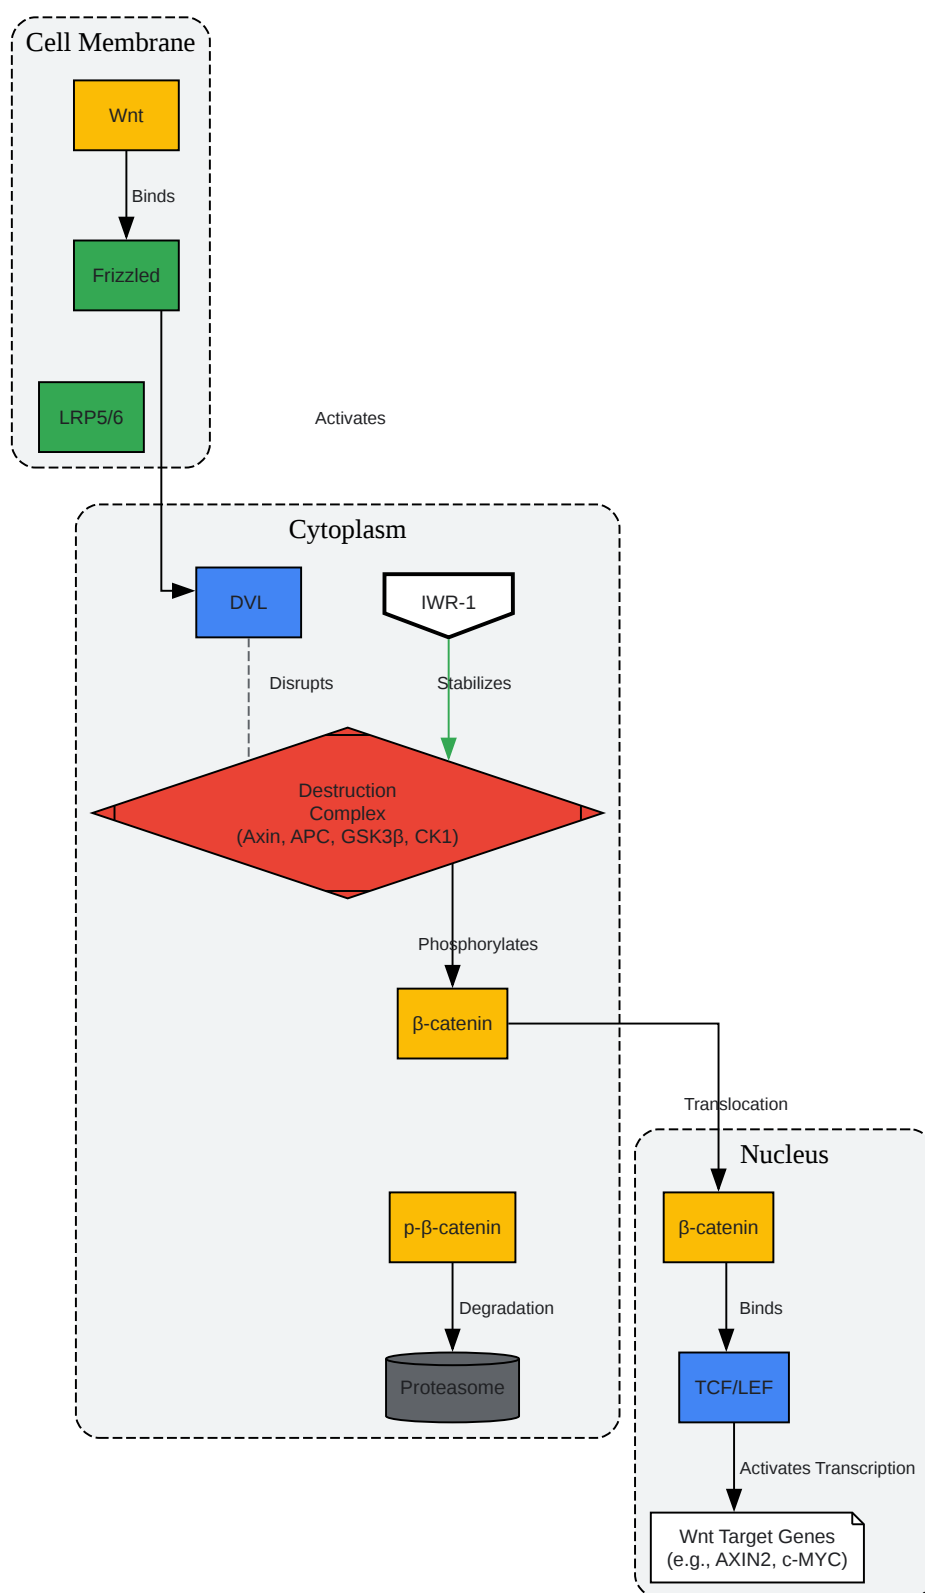 Cell Membrane
Wnt
Binds
Frizzled
LRP5/6
Activates
Cytoplasm
DVL
IWR-1
Disrupts
Stabilizes
Destruction
Complex
(Axin, APC, GSK3β, CK1)
Phosphorylates
β-catenin
Translocation
Nucleus
p-β-catenin
β-catenin
Degradation
Binds
Proteasome
TCF/LEF
Activates Transcription
Wnt Target Genes
(e.g., AXIN2, c-MYC)